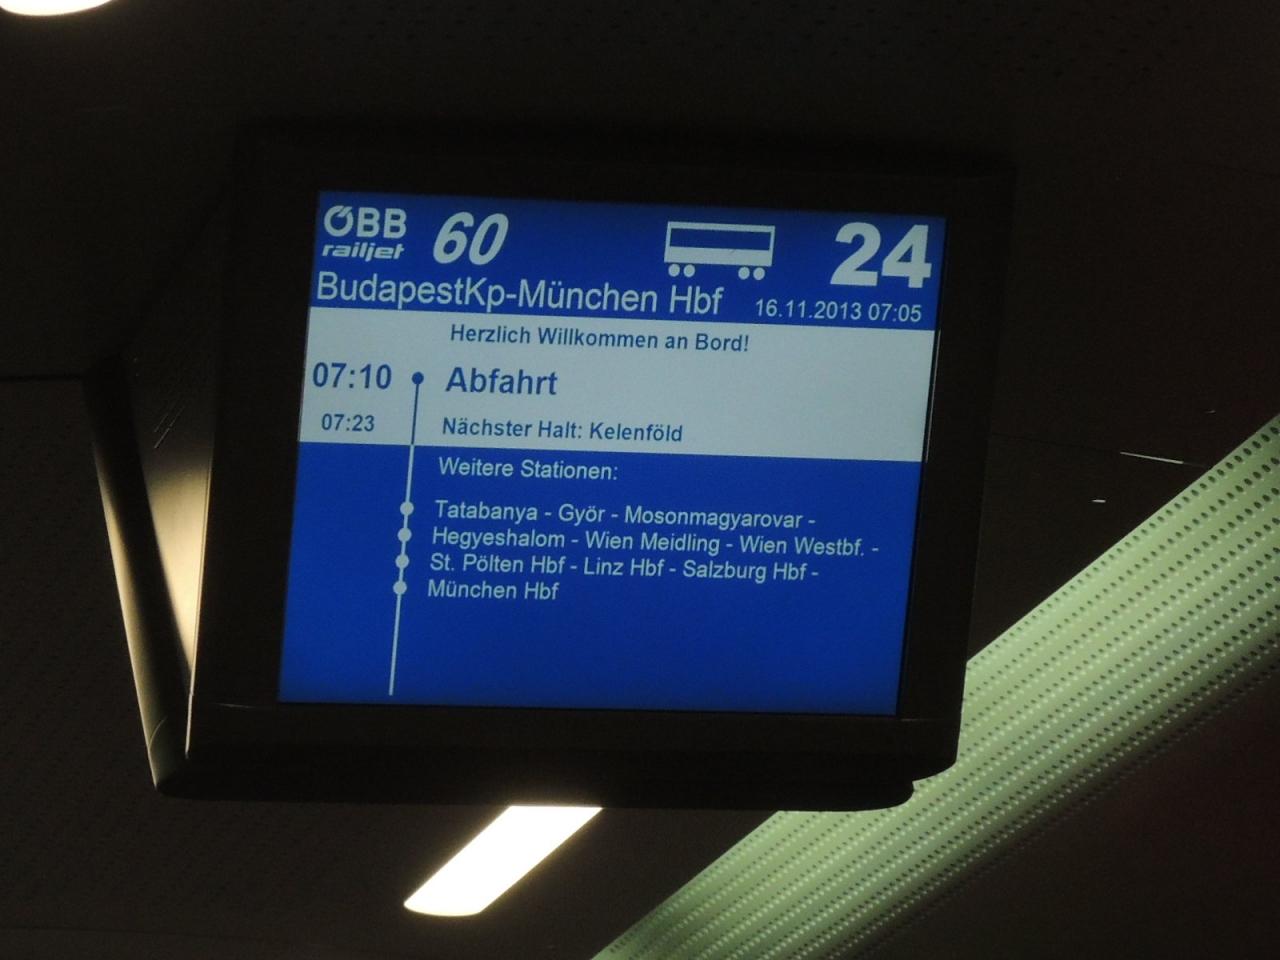 ÖBB 60 24
railjet
BudapestKp-München Hbf 16.11.2013 07:05
Herzlich Willkommen an Bord!
07:10 Abfahrt
07:23 Nächster Halt: Kelenföld
Weitere Stationen:
Tatabanya - Györ - Mosonmagyarovar -
Hegyeshalom - Wien Meidling - Wien Westbf. -
St. Pölten Hbf - Linz Hbf - Salzburg Hbf -
München Hbf